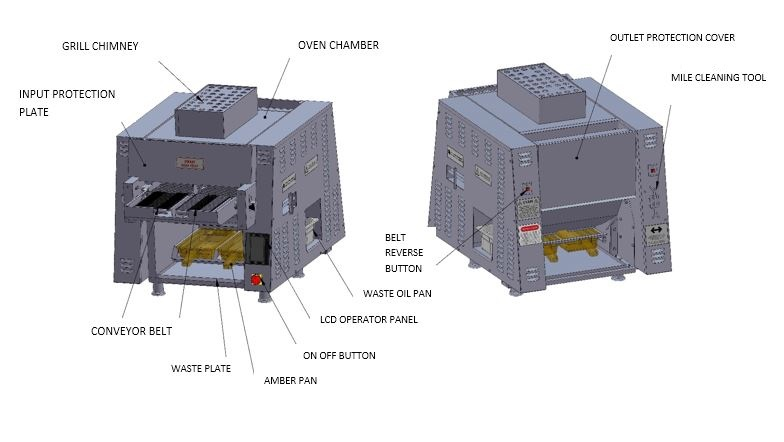 GRILL CHIMNEY
OVEN CHAMBER
INPUT PROTECTION
PLATE
CONVEYOR BELT
WASTE PLATE
AMBER PAN
ON OFF BUTTON
LCD OPERATOR PANEL
WASTE OIL PAN
OUTLET PROTECTION COVER
MILE CLEANING TOOL
BELT
REVERSE
BUTTON